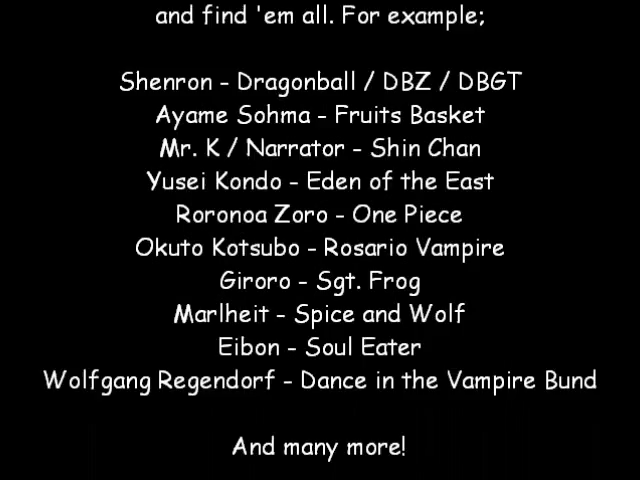 and find 'em all. For example;
Shenron - Dragonball / DBZ / DBGT
Ayame Sohma - Fruits Basket
Mr. K / Narrator - Shin Chan
Yusei Kondo - Eden of the East
Roronoa Zoro - One Piece
Okuto Kotsubo - Rosario Vampire
Giroro - Sgt. Frog
Marlheit - Spice and Wolf
Eibon - Soul Eater
Wolfgang Regendorf - Dance in the Vampire Bund
And many more!